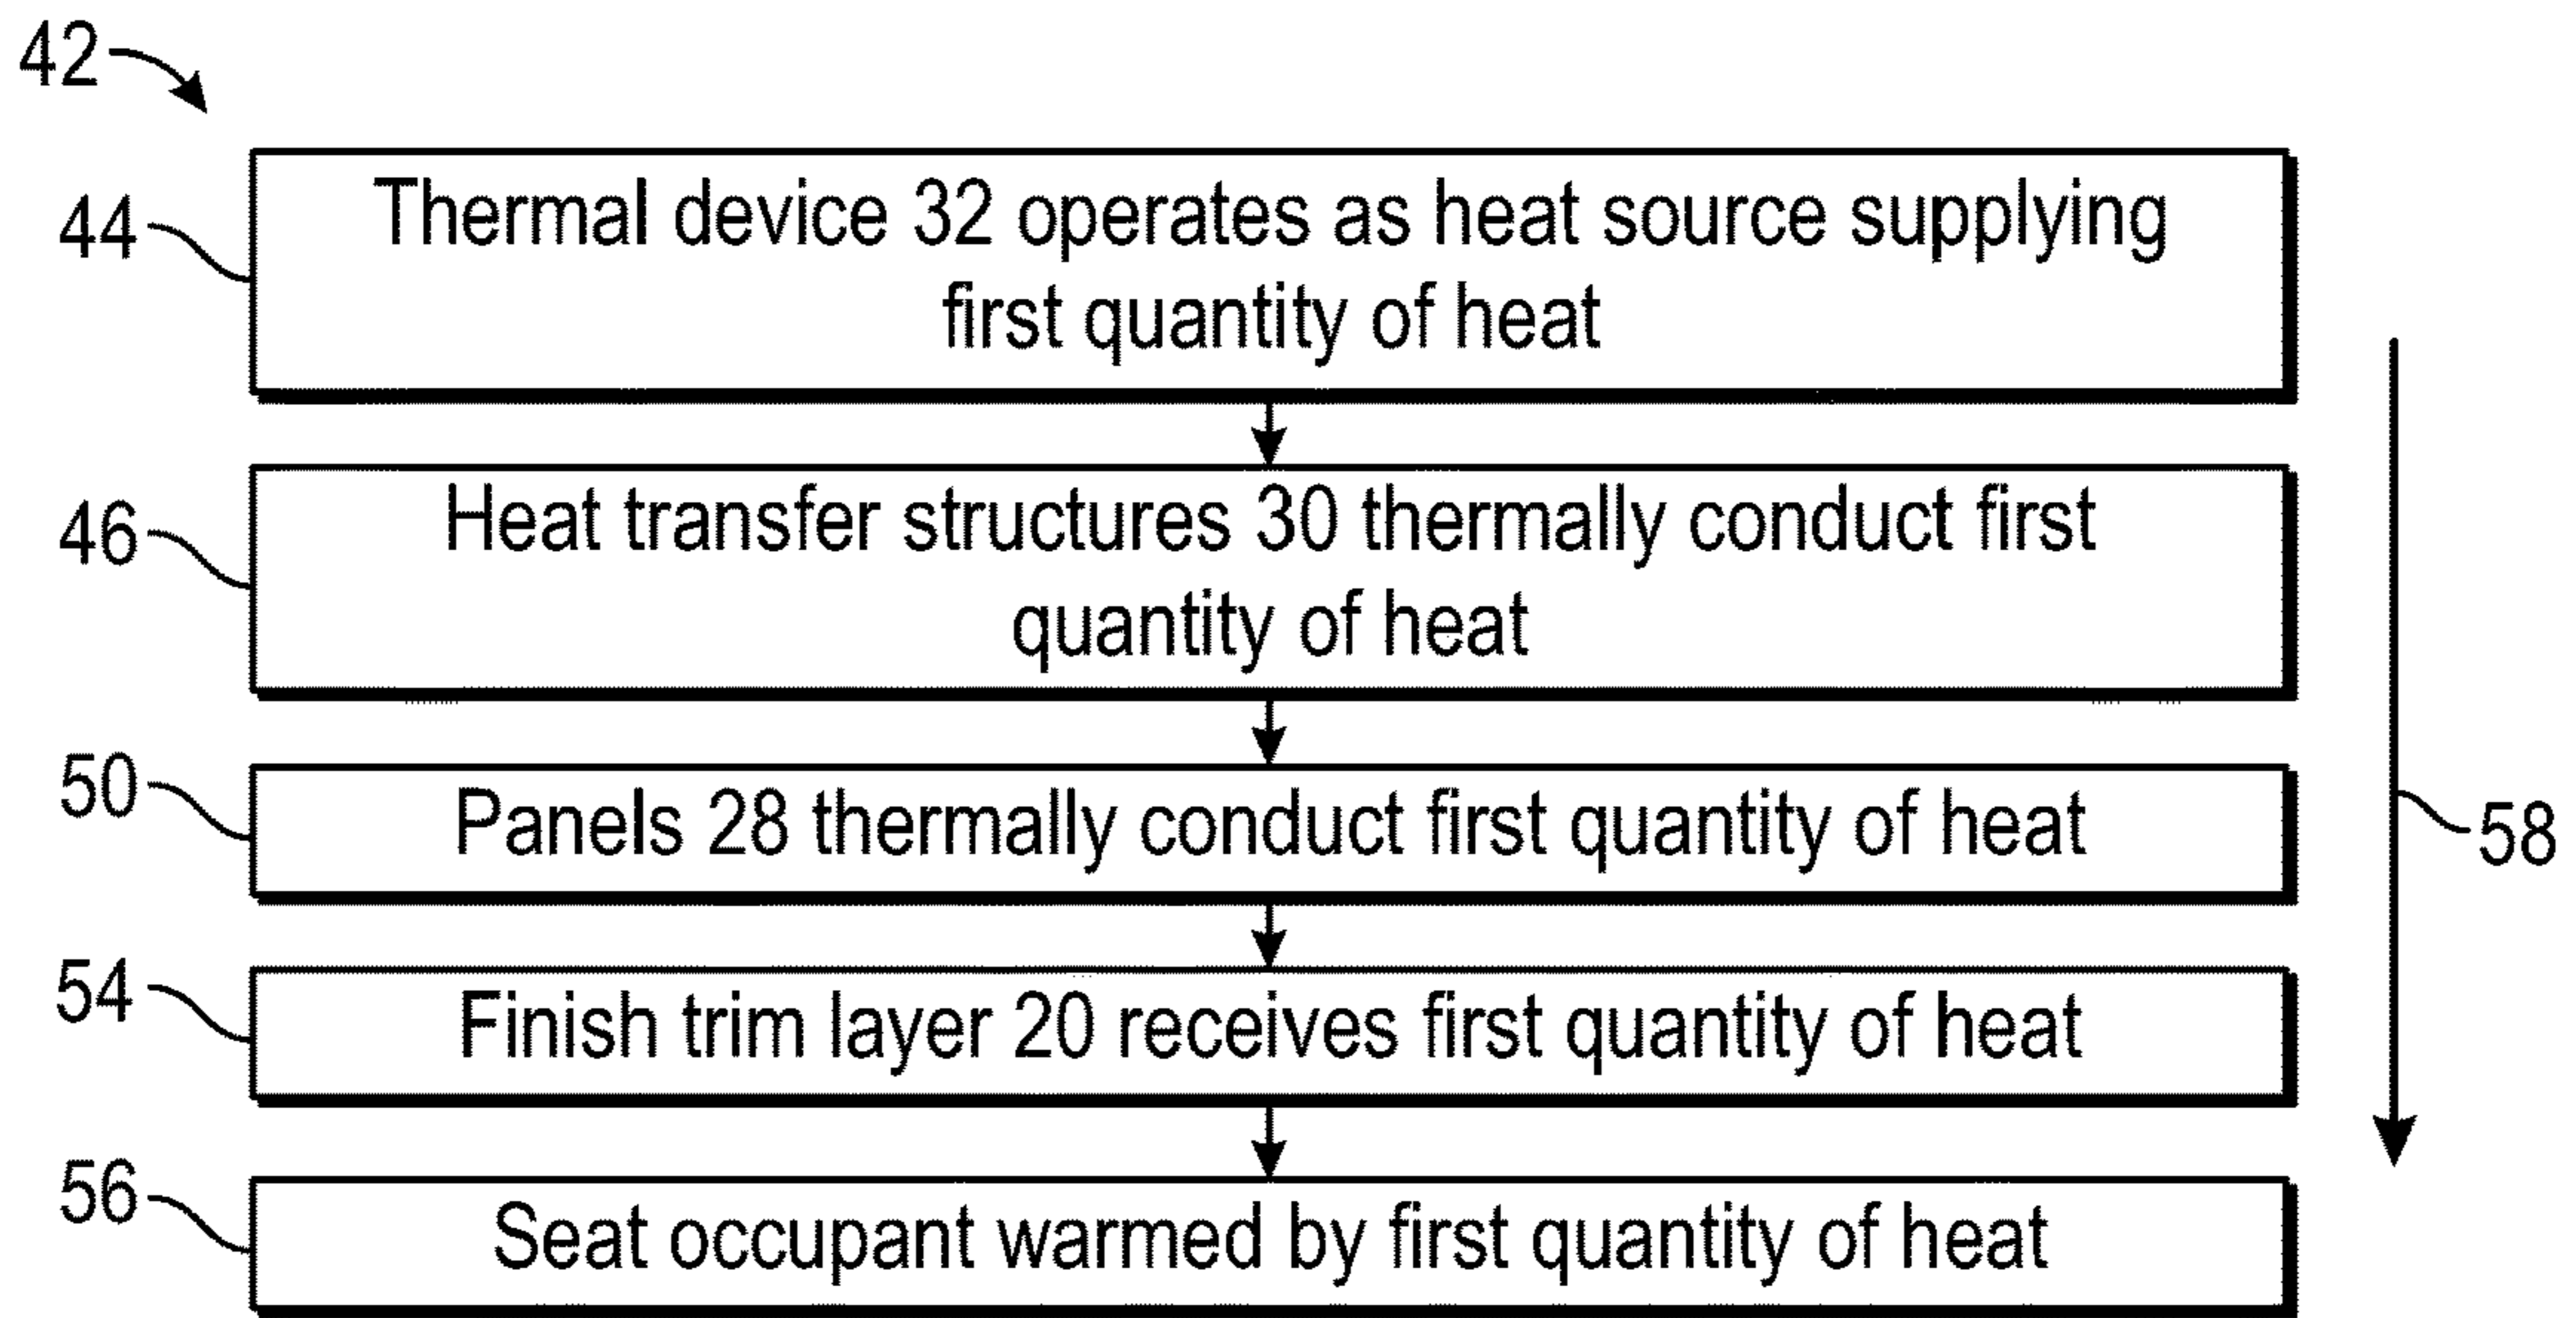 42
44
Thermal device 32 operates as heat source supplying
first quantity of heat
46
Heat transfer structures 30 thermally conduct first
quantity of heat
50
Panels 28 thermally conduct first quantity of heat
58
54
Finish trim layer 20 receives first quantity of heat
56
Seat occupant warmed by first quantity of heat